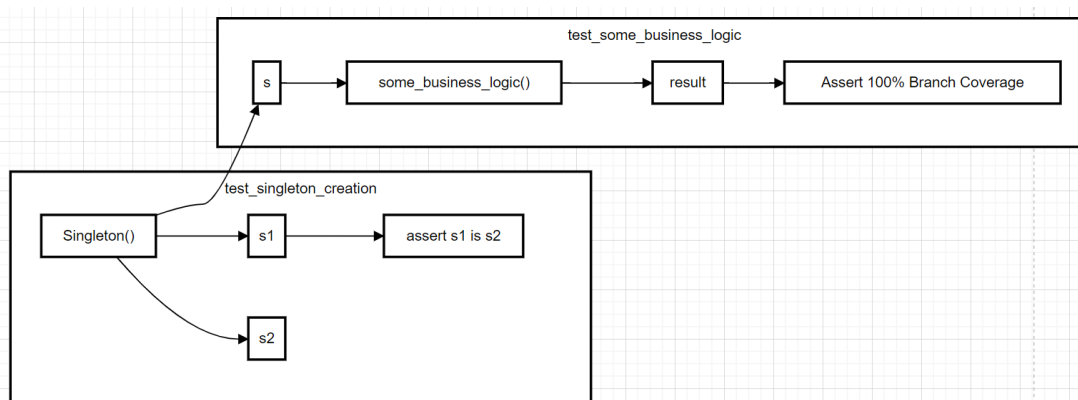 test_some_business_logic
s
some_business_logic()
result
Assert 100% Branch Coverage
test_singleton_creation
Singleton()
s1
assert s1 is s2
s2